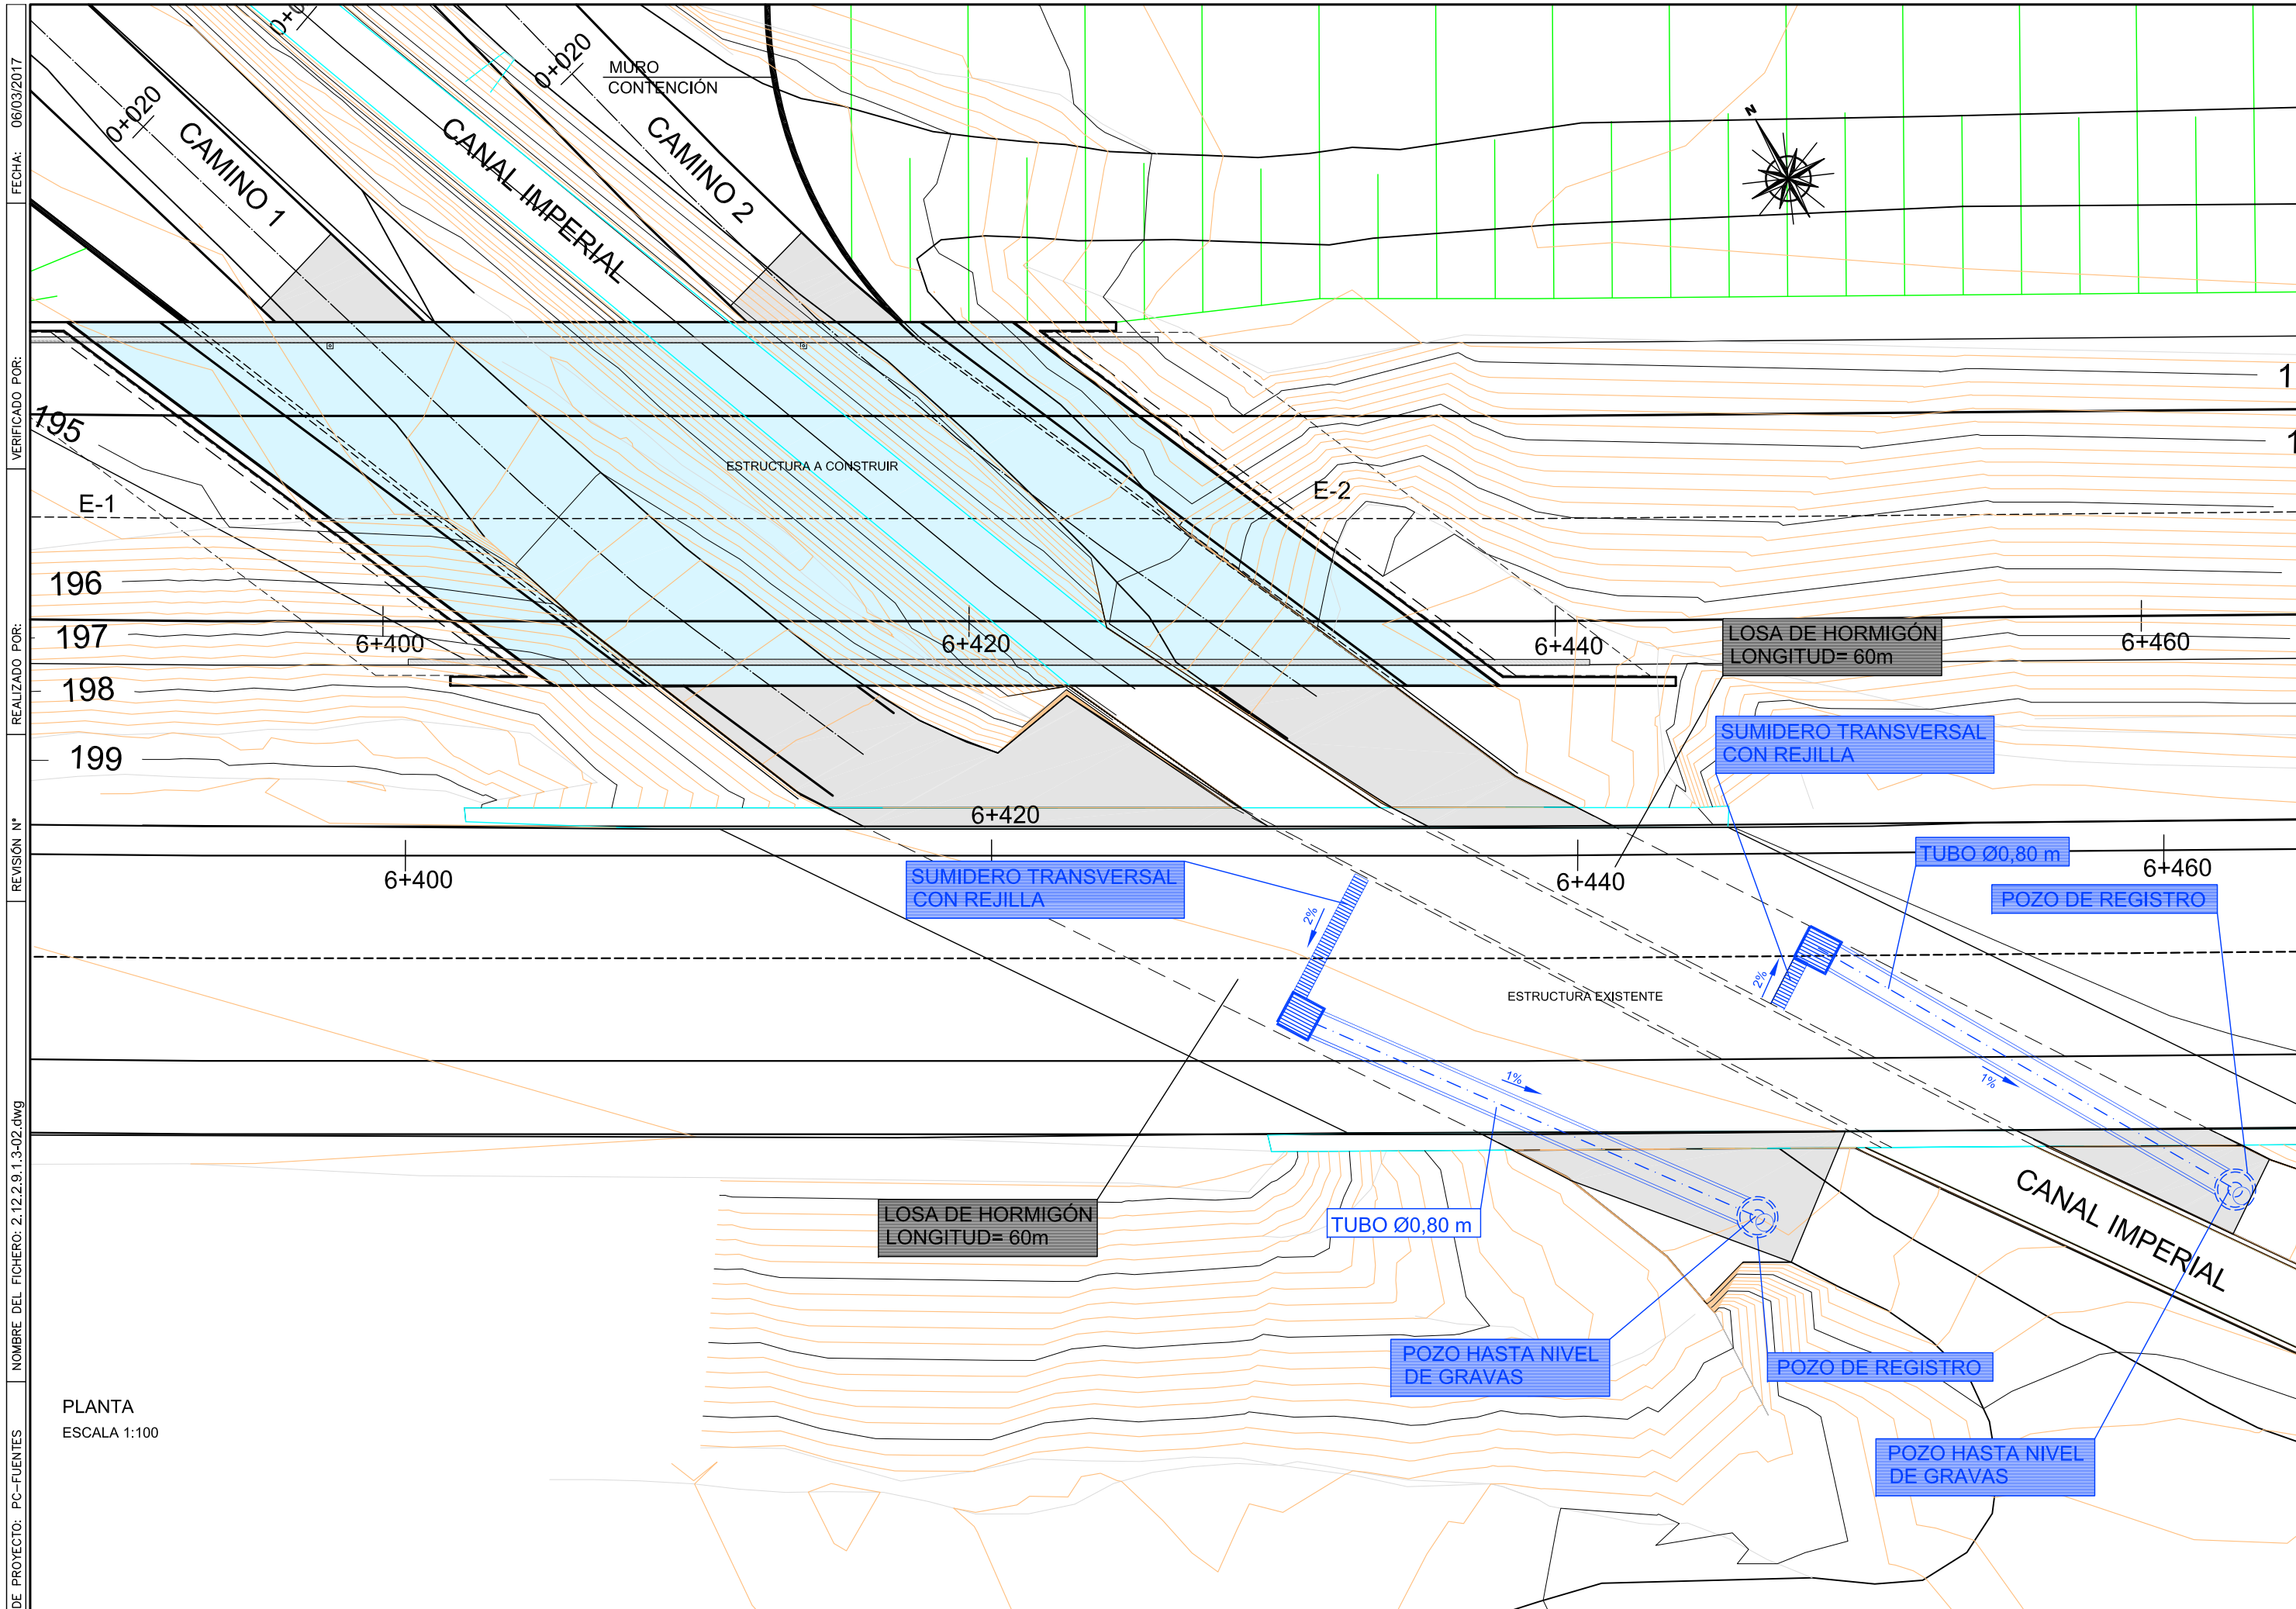 FECHA: 06/03/2017
VERIFICADO POR:
REALIZADO POR:
REVISIÓN Nº
NOMBRE DEL FICHERO: 2.12.2.9.1.3-02.dwg
DE PROYECTO: PC-FUENTES
0+020
CAMINO 1
CANAL IMPERIAL
0+020
MURO
CONTENCIÓN
CAMINO 2
N
195
ESTRUCTURA A CONSTRUIR
E-1
E-2
196
197
198
199
6+400
6+420
6+440
6+460
LOSA DE HORMIGÓN
LONGITUD= 60m
SUMIDERO TRANSVERSAL
CON REJILLA
6+420
6+400
6+440
6+460
SUMIDERO TRANSVERSAL
CON REJILLA
TUBO Ø0,80 m
POZO DE REGISTRO
2%
2%
ESTRUCTURA EXISTENTE
1%
1%
CANAL IMPERIAL
LOSA DE HORMIGÓN
LONGITUD= 60m
TUBO Ø0,80 m
POZO HASTA NIVEL
DE GRAVAS
POZO DE REGISTRO
POZO HASTA NIVEL
DE GRAVAS
PLANTA
ESCALA 1:100